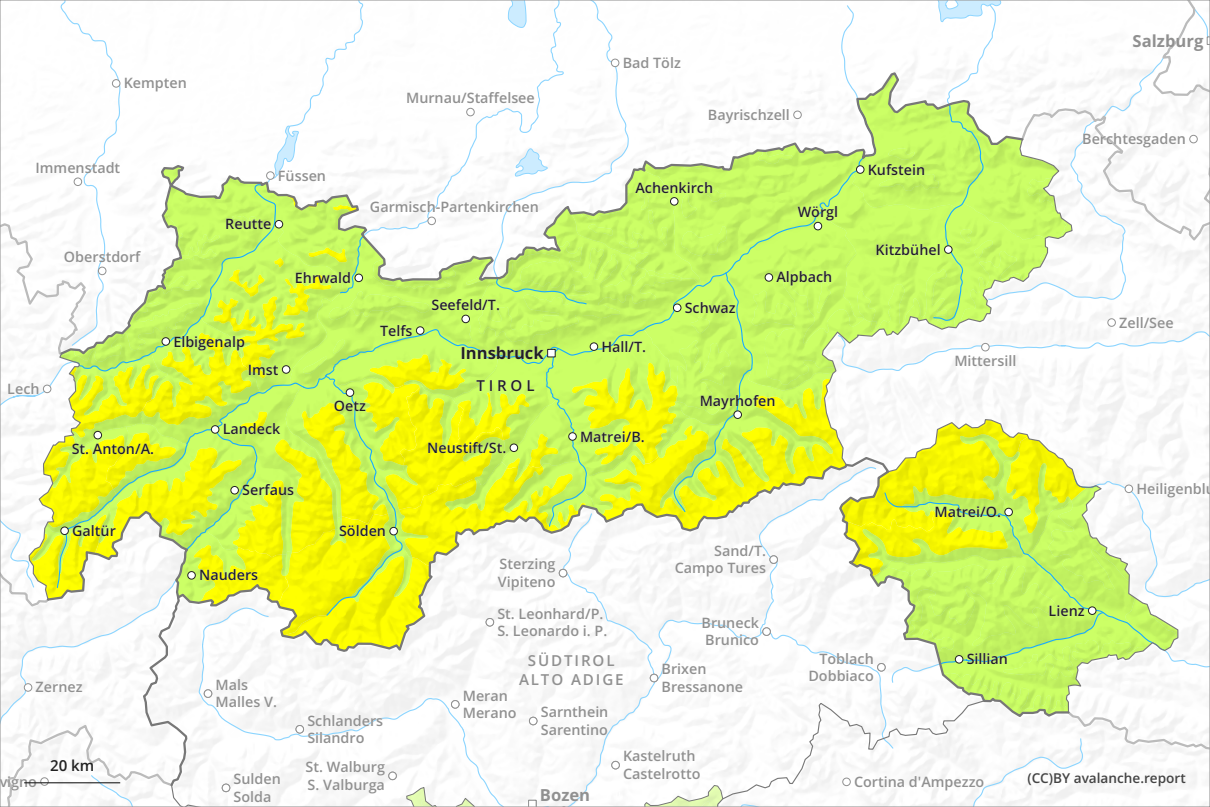 Salzburg
Bad Tölz
Kempten
Murnau/Staffelsee
Bayrischzell
Berchtesgaden
Immenstadt
Füssen
Kufstein
Achenkirch
Garmisch-Partenkirchen
Wörgl
Reutte
Kitzbühel
Oberstdorf
Ehrwald
Alpbach
Seefeld/T.
Schwaz
Zell/See
Telfs
Elbigenalp
Innsbruck
Hall/T.
Mittersill
Imst
TIROL
Lech
Oetz
Mayrhofen
Landeck
Matrei/B.
St. Anton/A.
Neustift/St.
Serfaus
Heiligenblu
Matrei/O.
Galtür
Sölden
Sand/T.
Campo Tures
Sterzing
Vipiteno
Nauders
St. Leonhard/P.
S. Leonardo i. P.
Lienz
Bruneck
Brunico
SÜDTIROL
ALTO ADIGE
Toblach
Dobbiaco
Sillian
Brixen
Bressanone
Zernez
Mals
Malles V.
Meran
Merano
Sarnthein
Sarentino
Schlanders
Silandro
Kastelruth
Castelrotto
20 km
St. Walburg
S. Valburga
Sulden
Solda
vigno
Cortina d'Ampezzo
(CC)BY avalanche.report
Bozen